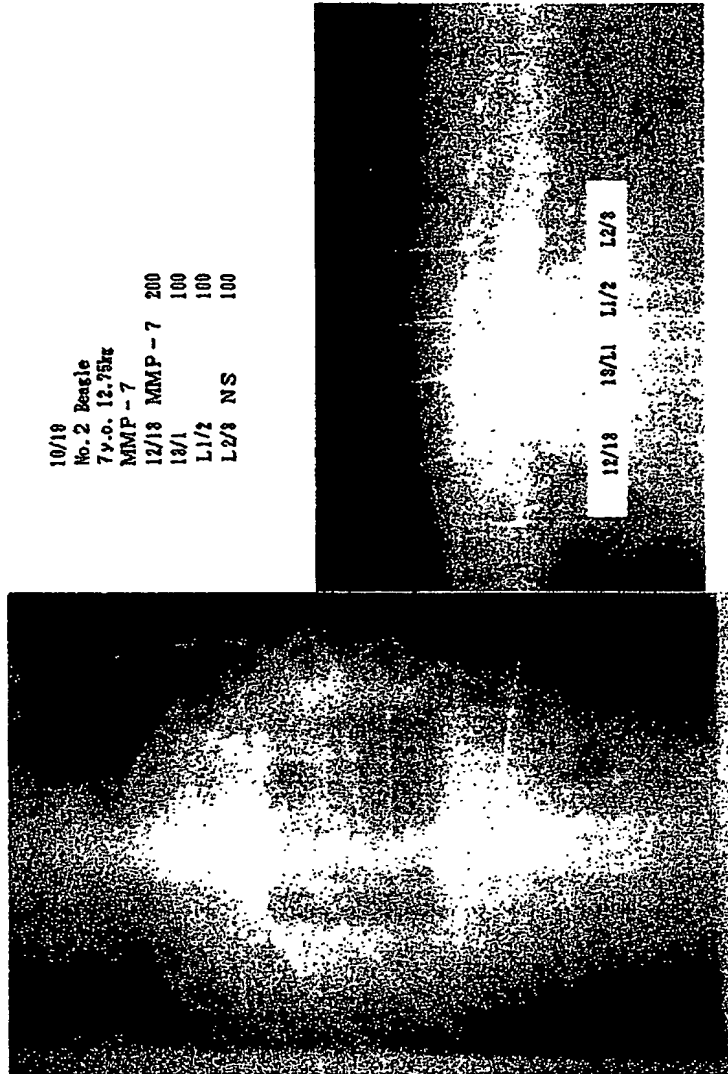 10/19
No.2 Beagle
7y.o. 12.75kg
MMP-7
12/13 MMP-7 200
13/1 100
L1/2 100
L2/3 NS 100
12/13 13/L1 L1/2 L2/3